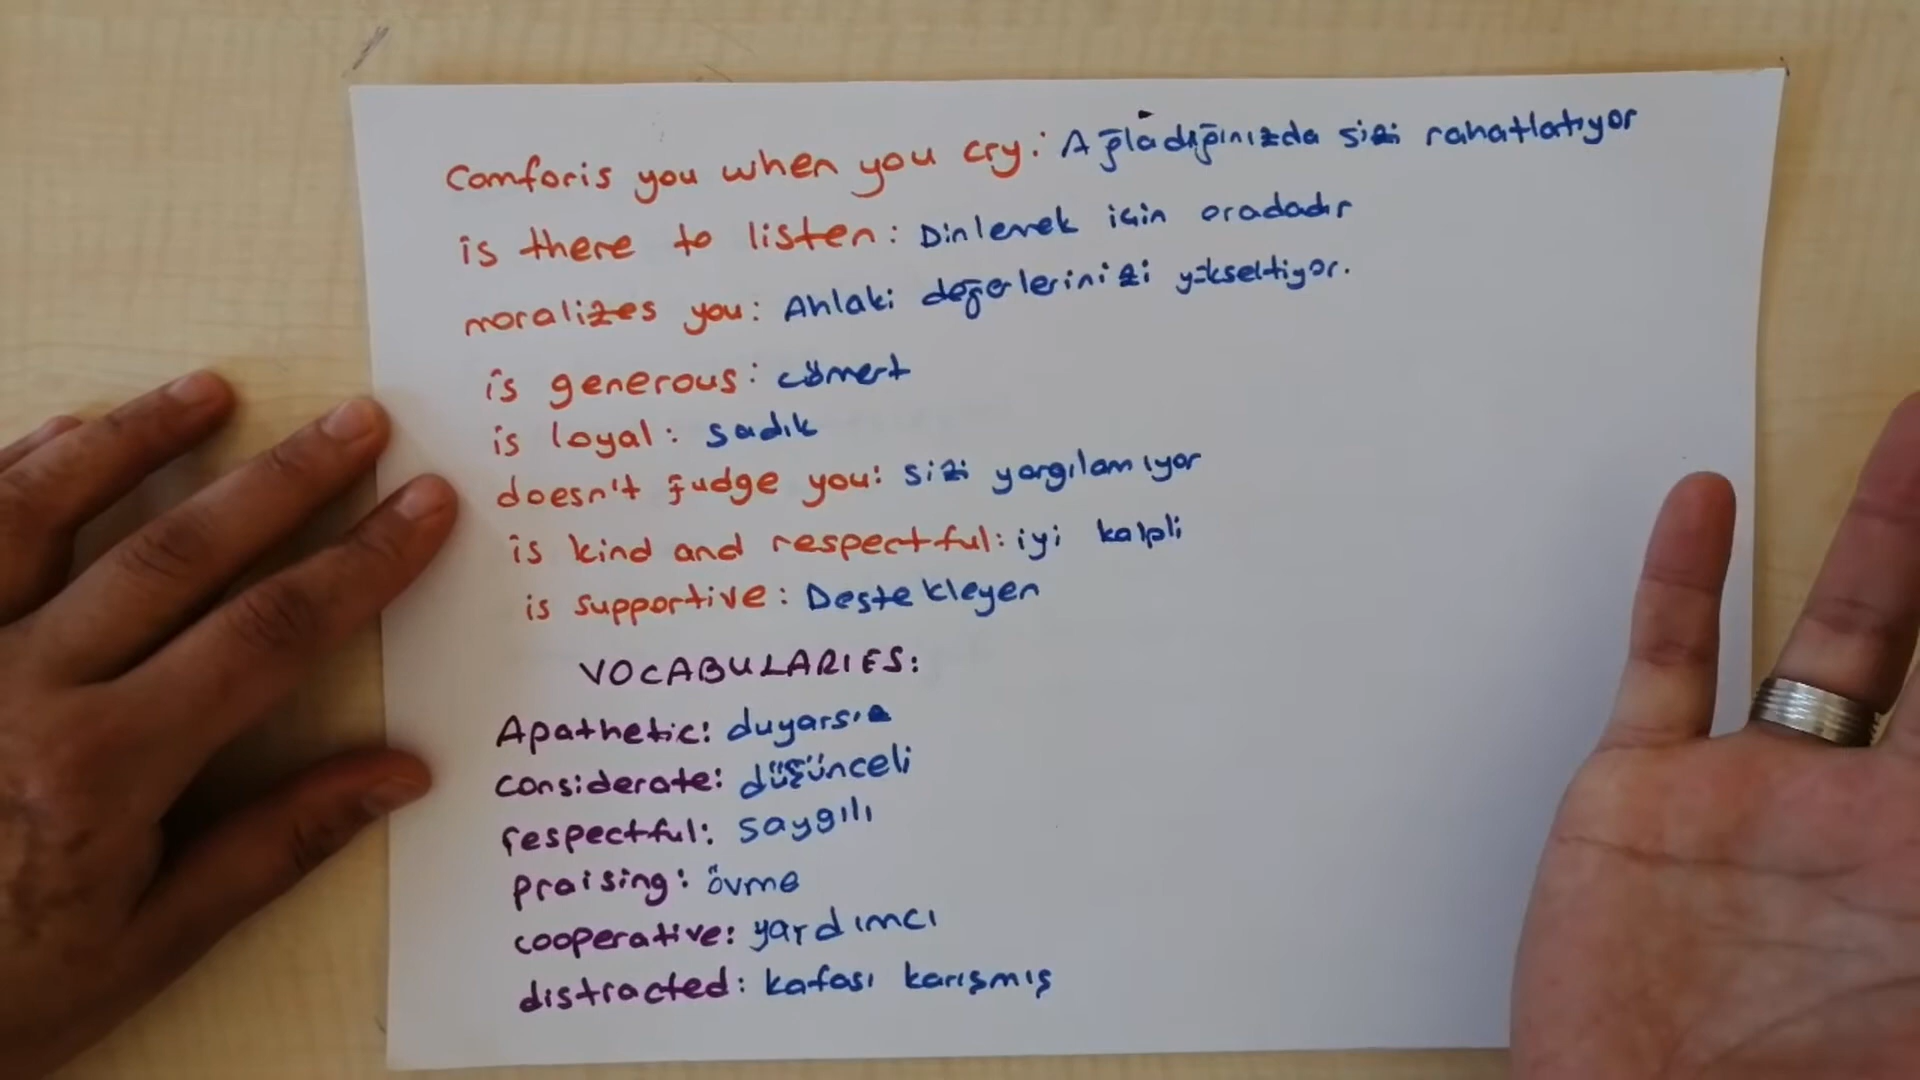 Comforis you when you cry: Ağladığınızda sizi rahatlatıyor
is there to listen: Dinlemek için oradadır
moralizes you: Ahlaki değerlerinizi yükseltiyor.
is generous: cömert
is loyal: sadık
doesn't judge you: sizi yargılamıyor
is kind and respectful: iyi kalpli
is supportive: Destekleyen
VOCABULARIES:
Apathetic: duyarsız
considerate: düşünceli
respectful: saygılı
praising: övme
cooperative: yardımcı
distracted: kafası karışmış